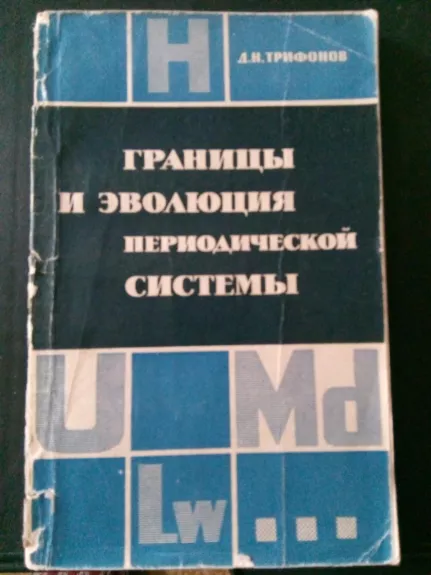 H
Д.Н.ТРИФОНОВ
ГРАНИЦЫ
И ЭВОЛЮЦИЯ
ПЕРИОДИЧЕСКОЙ
СИСТЕМЫ
U Md
Lw ...